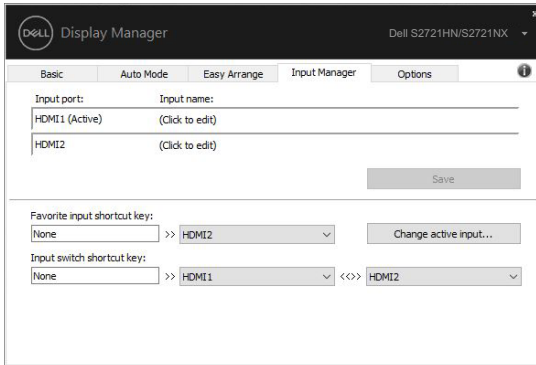 DELL Display Manager Dell S2721HN/S2721NX
Basic Auto Mode Easy Arrange Input Manager Options
Input port: Input name:
HDMI1 (Active) (Click to edit)
HDMI2 (Click to edit)
Save
Favorite input shortcut key:
None >> HDMI2 Change active input...
Input switch shortcut key:
None >> HDMI1 <<>> HDMI2